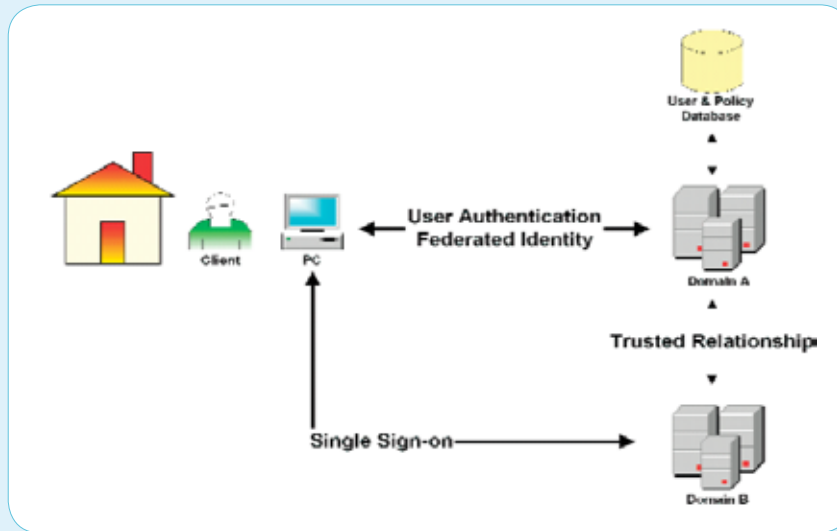 User & Policy
Database
User Authentication
Federated Identity
Client
PC
Domain A
Trusted Relationship
Single Sign-on
Domain B